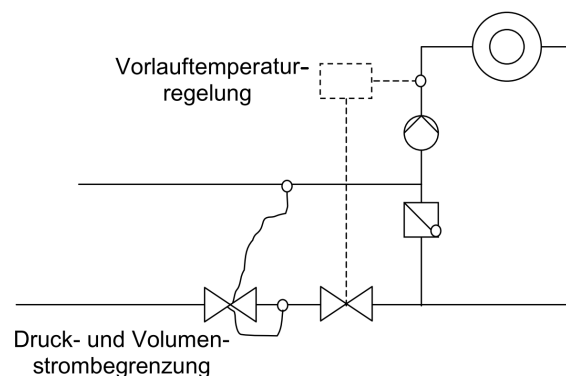 Vorlauftemperatur-
regelung
Druck- und Volumen-
strombegrenzung